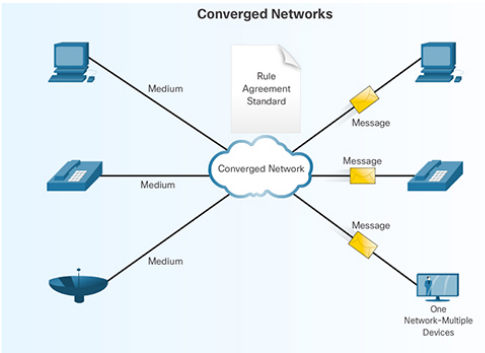 Converged Networks
Rule
Agreement
Standard
Medium
Message
Converged Network
Message
Medium
Message
Medium
One
Network-Multiple
Devices